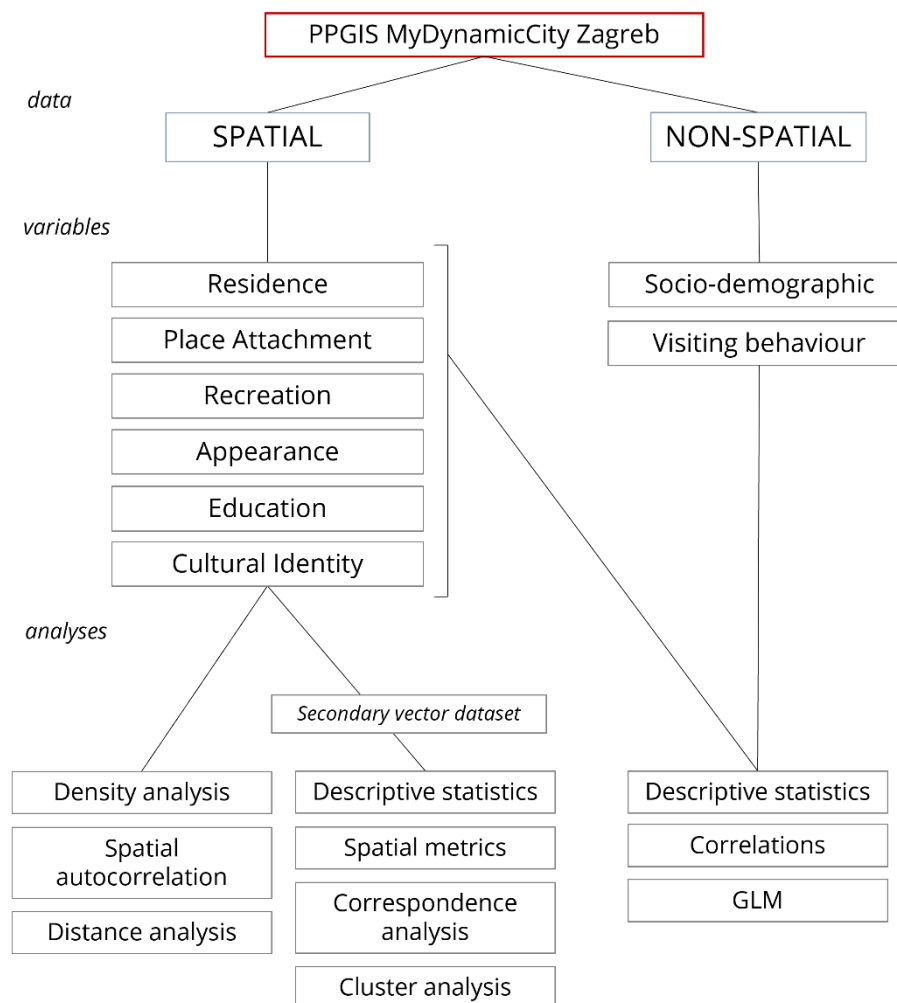 PPGIS MyDynamicCity Zagreb
data
SPATIAL
NON-SPATIAL
variables
Residence
Place Attachment
Recreation
Appearance
Education
Cultural Identity
Socio-demographic
Visiting behaviour
analyses
Secondary vector dataset
Density analysis
Spatial
autocorrelation
Distance analysis
Descriptive statistics
Spatial metrics
Correspondence
analysis
Cluster analysis
Descriptive statistics
Correlations
GLM